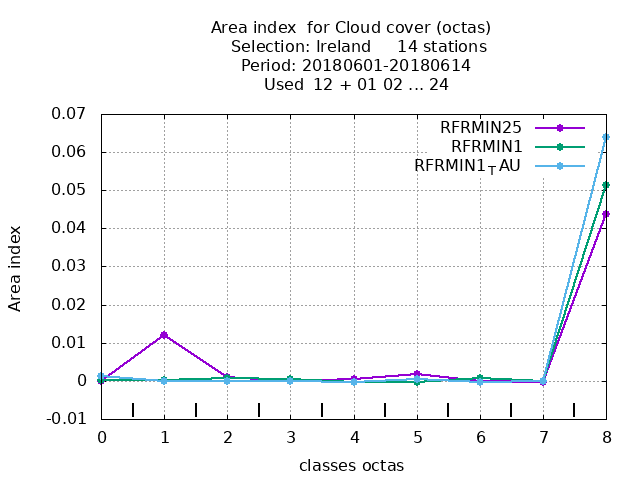 Area index  for Cloud cover (octas)
Selection: Ireland     14 stations
Period: 20180601-20180614
Used  12 + 01 02 ... 24
0.07
0.06
0.05
0.04
0.03
0.02
0.01
0
-0.01
Area index
RFRMIN25
RFRMIN1
RFRMIN1TAU
0 1 2 3 4 5 6 7 8
classes octas